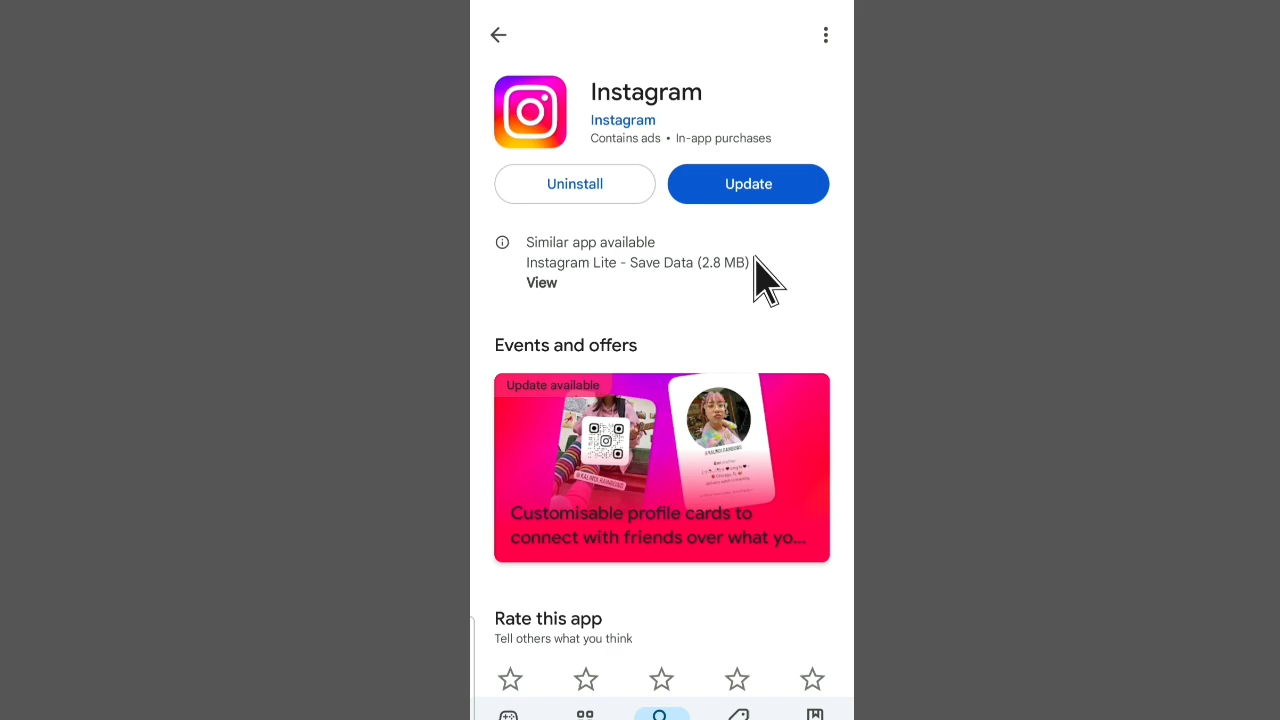 Instagram
Instagram
Contains ads • In-app purchases
Uninstall
Update
Similar app available
Instagram Lite - Save Data (2.8 MB)
View
Events and offers
Update available
@KALINDI.RAINBOWS
Customisable profile cards to
connect with friends over what yo...
Rate this app
Tell others what you think